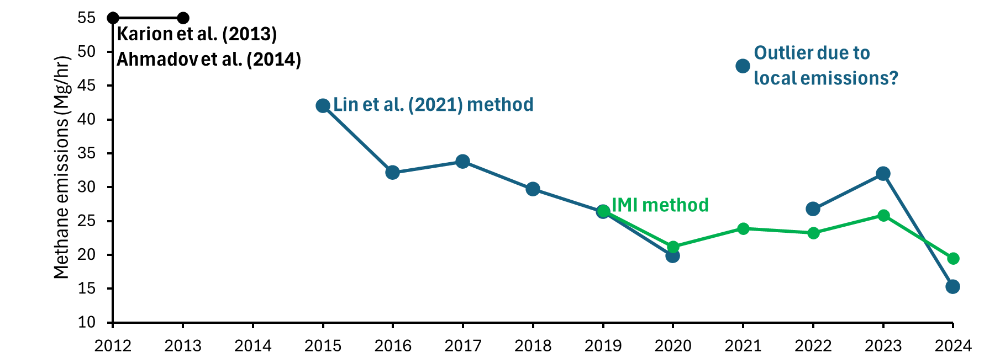 55
50
45
40
35
30
25
20
15
10
Methane emissions (Mg/hr)
Karion et al. (2013)
Ahmadov et al. (2014)
Lin et al. (2021) method
IMI method
Outlier due to
local emissions?
2012 2013 2014 2015 2016 2017 2018 2019 2020 2021 2022 2023 2024